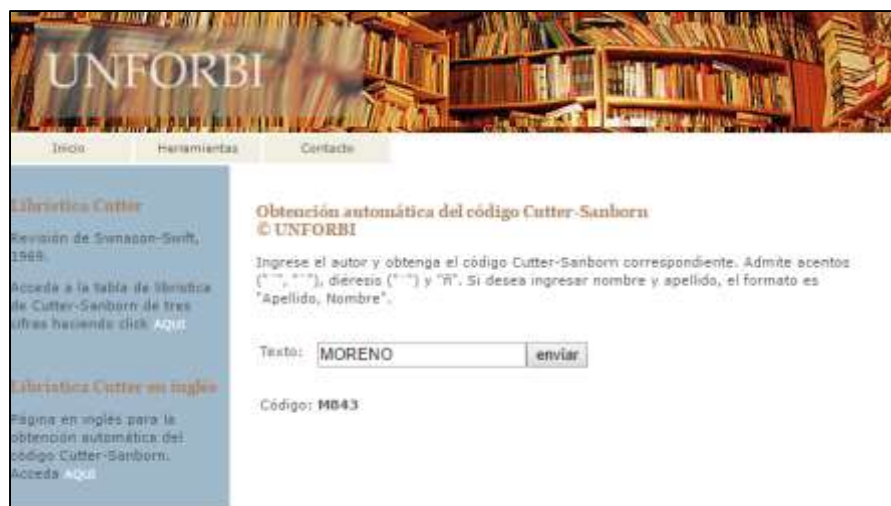 UNFORBI
Inicio Herramientas Contacto
Librística Cutter
Revisión de Swnason-Swift,
1969.
Acceda a la tabla de librística
de Cutter-Sanborn de tres
cifras haciendo click AQUI
Librística Cutter en inglés
Página en inglés para la
obtención automática del
código Cutter-Sanborn.
Acceda AQUI
Obtención automática del código Cutter-Sanborn
© UNFORBI
Ingrese el autor y obtenga el código Cutter-Sanborn correspondiente. Admite acentos
("´", "`"), diéresis ("¨") y "ñ". Si desea ingresar nombre y apellido, el formato es
"Apellido, Nombre".
Texto: MORENO enviar
Código: M843